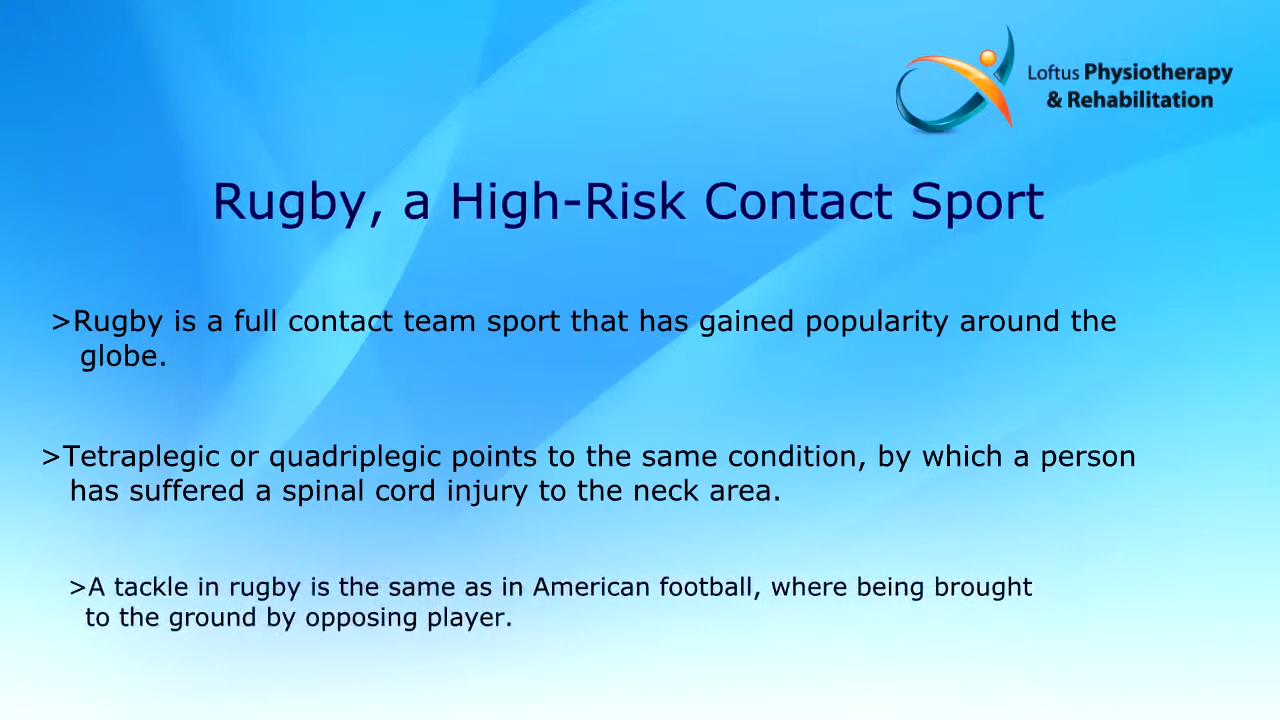 Loftus Physiotherapy
& Rehabilitation
Rugby, a High-Risk Contact Sport
>Rugby is a full contact team sport that has gained popularity around the
globe.
>Tetraplegic or quadriplegic points to the same condition, by which a person
has suffered a spinal cord injury to the neck area.
>A tackle in rugby is the same as in American football, where being brought
to the ground by opposing player.